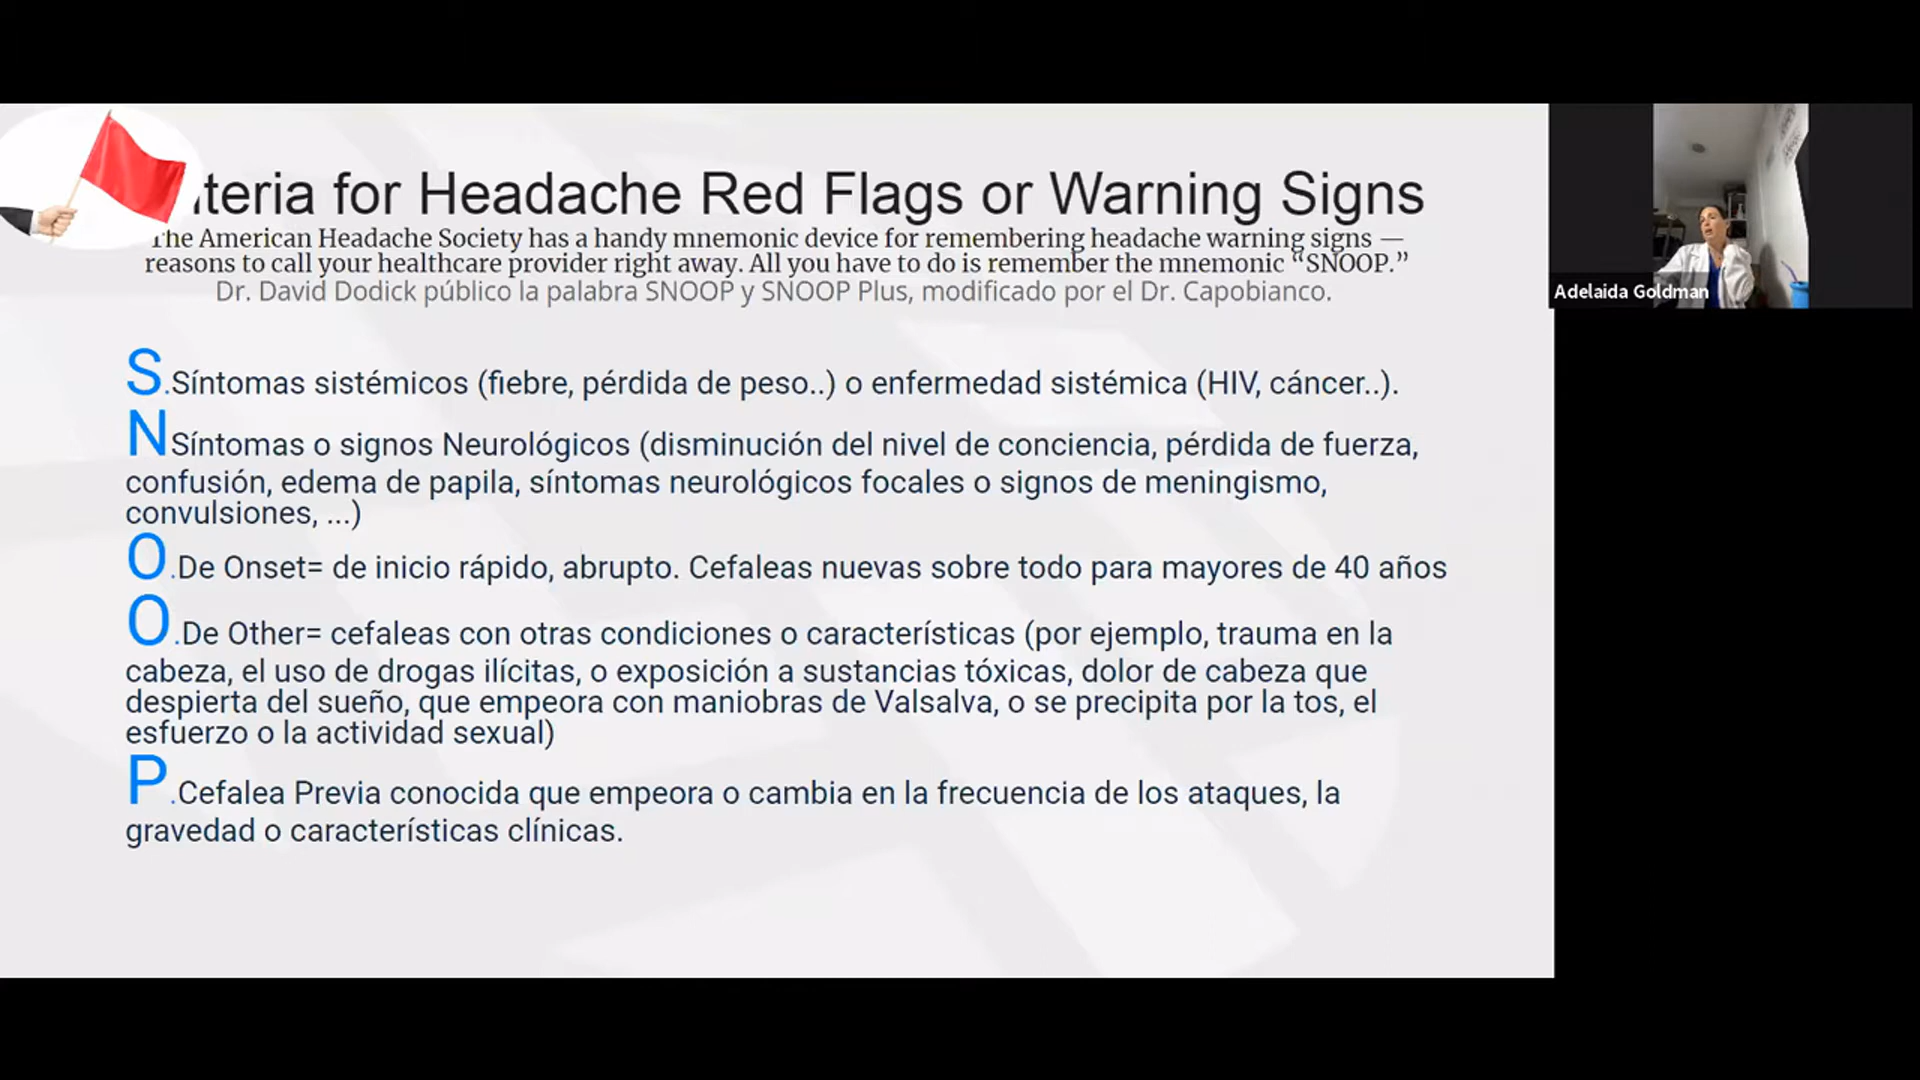 iteria for Headache Red Flags or Warning Signs
The American Headache Society has a handy mnemonic device for remembering headache warning signs —
reasons to call your healthcare provider right away. All you have to do is remember the mnemonic “SNOOP.”
Dr. David Dodick público la palabra SNOOP y SNOOP Plus, modificado por el Dr. Capobianco.
Adelaida Goldman
S.Síntomas sistémicos (fiebre, pérdida de peso..) o enfermedad sistémica (HIV, cáncer..).
NSíntomas o signos Neurológicos (disminución del nivel de conciencia, pérdida de fuerza,
confusión, edema de papila, síntomas neurológicos focales o signos de meningismo,
convulsiones, ...)
O.De Onset= de inicio rápido, abrupto. Cefaleas nuevas sobre todo para mayores de 40 años
O.De Other= cefaleas con otras condiciones o características (por ejemplo, trauma en la
cabeza, el uso de drogas ilícitas, o exposición a sustancias tóxicas, dolor de cabeza que
despierta del sueño, que empeora con maniobras de Valsalva, o se precipita por la tos, el
esfuerzo o la actividad sexual)
P.Cefalea Previa conocida que empeora o cambia en la frecuencia de los ataques, la
gravedad o características clínicas.